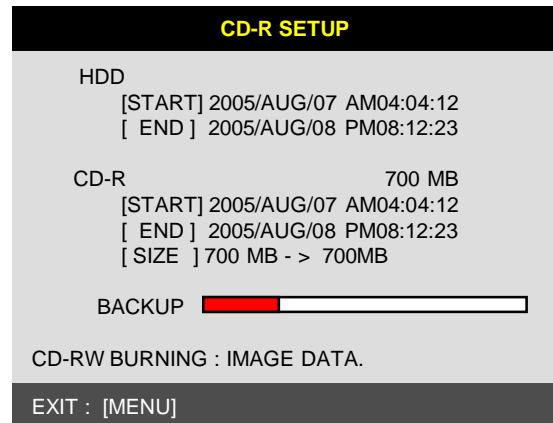 CD-R SETUP
HDD
[START] 2005/AUG/07 AM04:04:12
[ END ] 2005/AUG/08 PM08:12:23
CD-R 700 MB
[START] 2005/AUG/07 AM04:04:12
[ END ] 2005/AUG/08 PM08:12:23
[ SIZE ] 700 MB - > 700MB
BACKUP
CD-RW BURNING : IMAGE DATA.
EXIT : [MENU]